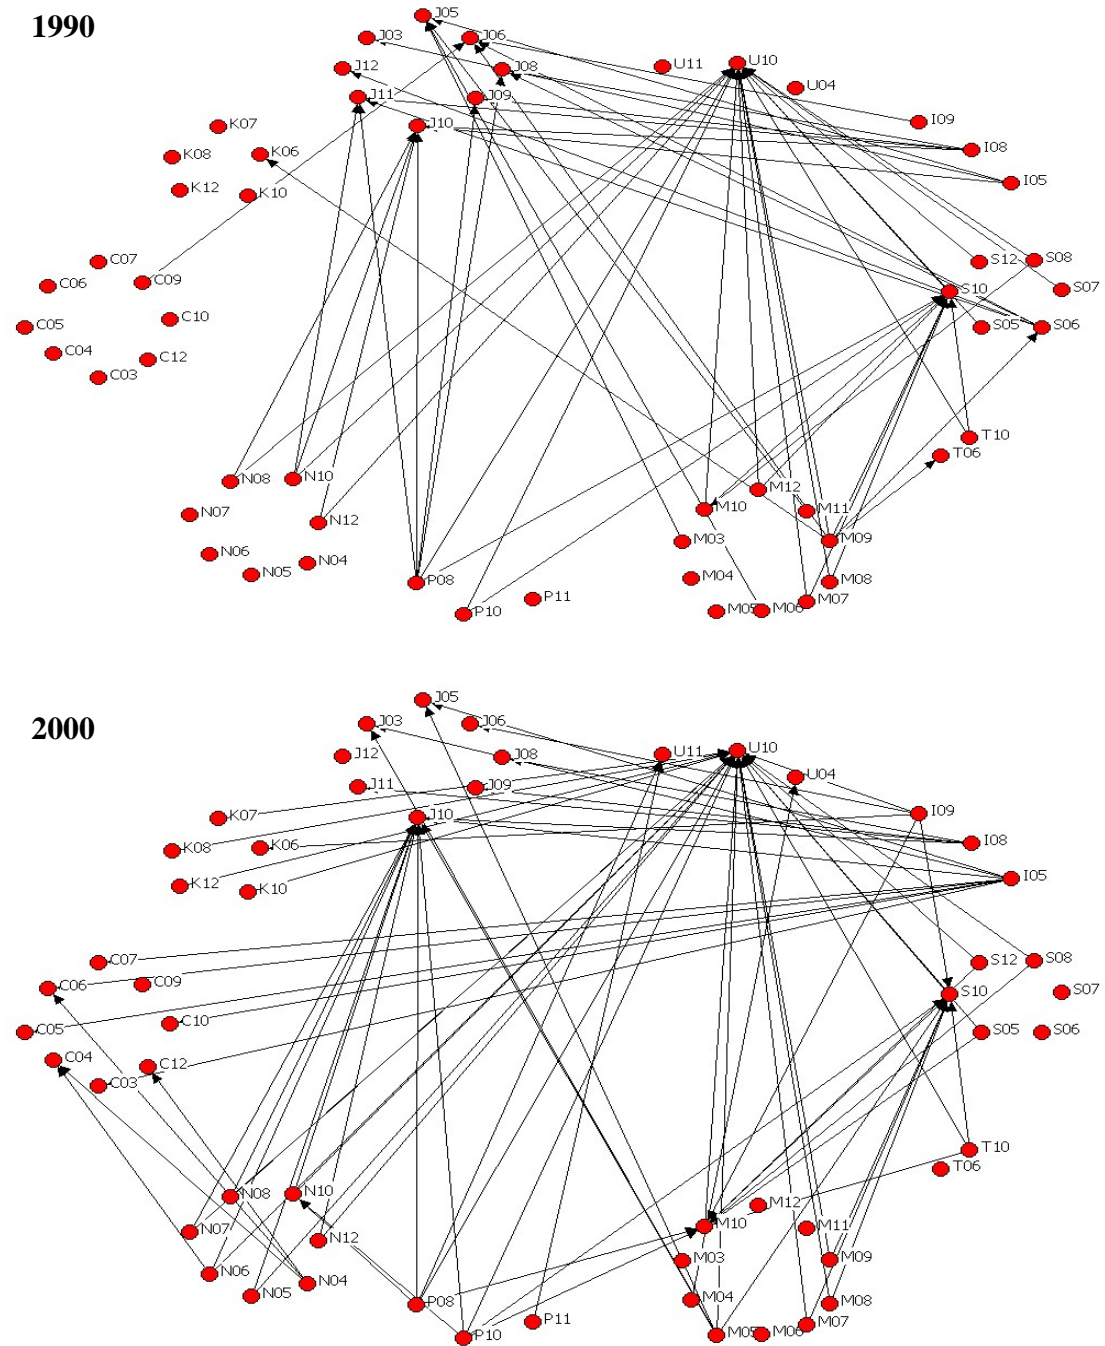 1990
J05
J03
J06
J12
J08
J11
J09
J10
U11
U10
U04
I09
I08
I05
K07
K08
K06
K12
K10
C07
C06
C09
C05
C10
C04
C12
C03
S12
S08
S10
S07
S05
S06
T10
T06
N08
N10
N07
N12
N06
N05
N04
P08
P10
P11
M12
M10
M11
M03
M09
M04
M08
M05
M06
M07
2000
J05
J03
J06
J12
J08
J11
J09
J10
U11
U10
U04
I09
I08
I05
K07
K08
K06
K12
K10
C07
C06
C09
C05
C10
C04
C12
C03
S12
S08
S10
S07
S05
S06
T10
T06
N08
N10
N07
N12
N06
N04
N05
P08
P10
P11
M12
M10
M11
M03
M09
M04
M08
M05
M06
M07